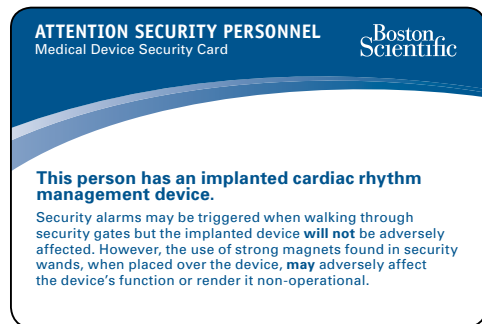 ATTENTION SECURITY PERSONNEL
Medical Device Security Card
Boston
Scientific
This person has an implanted cardiac rhythm
management device.
Security alarms may be triggered when walking through
security gates but the implanted device will not be adversely
affected. However, the use of strong magnets found in security
wands, when placed over the device, may adversely affect
the device's function or render it non-operational.